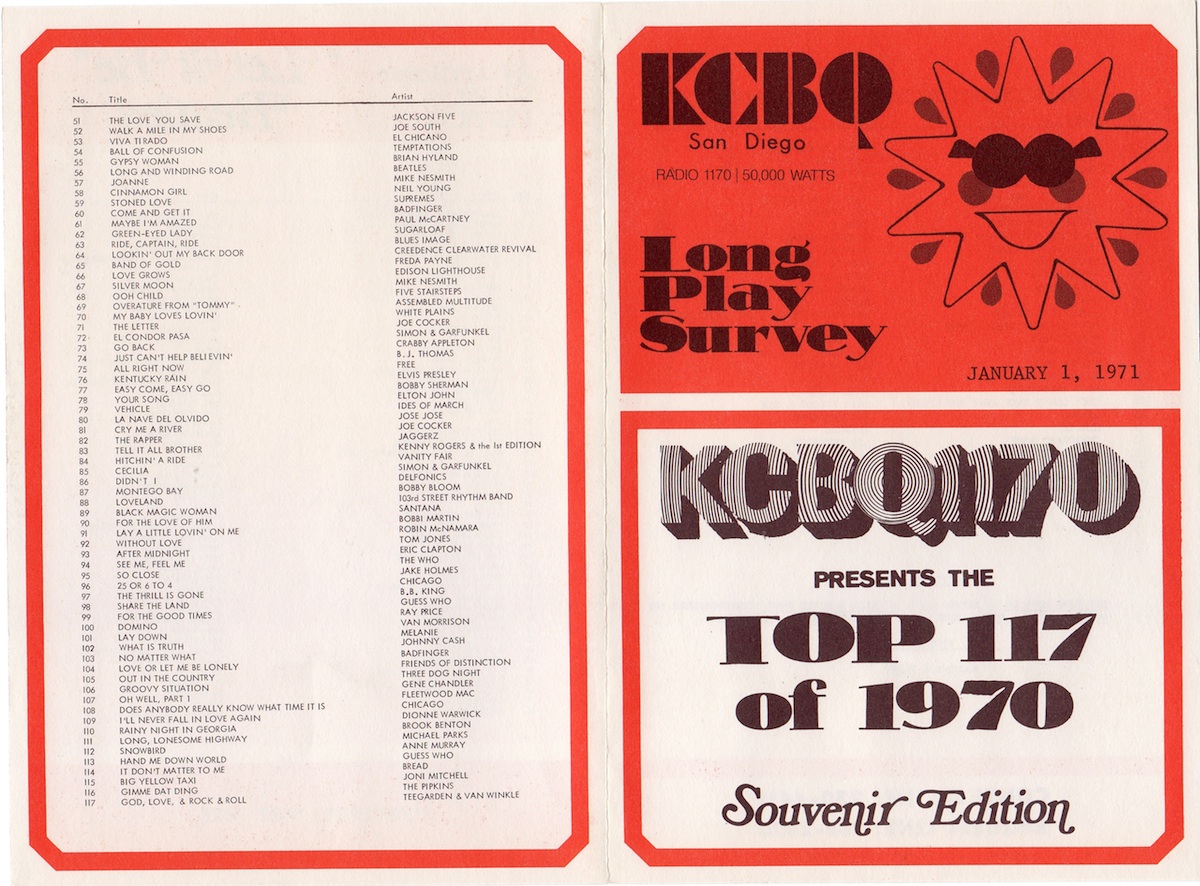 No. Title Artist
51 THE LOVE YOU SAVE JACKSON FIVE
52 WALK A MILE IN MY SHOES JOE SOUTH
53 VIVA TIRADO EL CHICANO
54 BALL OF CONFUSION TEMPTATIONS
55 GYPSY WOMAN BRIAN HYLAND
56 LONG AND WINDING ROAD BEATLES
57 JOANNE MIKE NESMITH
58 CINNAMON GIRL NEIL YOUNG
59 STONED LOVE SUPREMES
60 COME AND GET IT BADFINGER
61 MAYBE I'M AMAZED PAUL McCARTNEY
62 GREEN-EYED LADY SUGARLOAF
63 RIDE, CAPTAIN, RIDE BLUES IMAGE
64 LOOKIN' OUT MY BACK DOOR CREEDENCE CLEARWATER REVIVAL
65 BAND OF GOLD FREDA PAYNE
66 LOVE GROWS EDISON LIGHTHOUSE
67 SILVER MOON MIKE NESMITH
68 OOH CHILD FIVE STAIRSTEPS
69 OVERATURE FROM "TOMMY" . ASSEMBLED MULTITUDE
70 MY BABY LOVES LOVIN' WHITE PLAINS
71 THE LETTER JOE COCKER
72 EL CONDOR PASA SIMON & GARFUNKEL
73 GO BACK CRABBY APPLETON
74 JUST CAN'T HELP BELIEVIN' B.J. THOMAS
75 ALL RIGHT NOW FREE
76 KENTUCKY RAIN ELVIS PRESLEY
77 EASY COME, EASY GO BOBBY SHERMAN
78 YOUR SONG ELTON JOHN
79 VEHICLE IDES OF MARCH
80 LA NAVE DEL OLVIDO JOSE JOSE
81 CRY ME A RIVER JOE COCKER
82 THE RAPPER JAGGERZ
83 TELL IT ALL BROTHER KENNY ROGERS & the 1st EDITION
84 HITCHIN' A RIDE VANITY FAIR
85 CECILIA SIMON & GARFUNKEL
86 DIDN'T I DELFONICS
87 MONTEGO BAY BOBBY BLOOM
88 LOVELAND 103rd STREET RHYTHM BAND
89 BLACK MAGIC WOMAN SANTANA
90 FOR THE LOVE OF HIM BOBBI MARTIN
91 LAY A LITTLE LOVIN' ON ME ROBIN McNAMARA
92 WITHOUT LOVE TOM JONES
93 AFTER MIDNIGHT ERIC CLAPTON
94 SEE ME, FEEL ME THE WHO
95 SO CLOSE JAKE HOLMES
96 25 OR 6 TO 4 CHICAGO
97 THE THRILL IS GONE B.B. KING
98 SHARE THE LAND GUESS WHO
99 FOR THE GOOD TIMES RAY PRICE
100 DOMINO VAN MORRISON
101 LAY DOWN MELANIE
102 WHAT IS TRUTH JOHNNY CASH
103 NO MATTER WHAT BADFINGER
104 LOVE OR LET ME BE LONELY FRIENDS OF DISTINCTION
105 OUT IN THE COUNTRY THREE DOG NIGHT
106 GROOVY SITUATION GENE CHANDLER
107 OH WELL, PART 1 FLEETWOOD MAC
108 DOES ANYBODY REALLY KNOW WHAT TIME IT IS CHICAGO
109 I'LL NEVER FALL IN LOVE AGAIN DIONNE WARWICK
110 RAINY NIGHT IN GEORGIA BROOK BENTON
111 LONG, LONESOME HIGHWAY MICHAEL PARKS
112 SNOWBIRD ANNE MURRAY
113 HAND ME DOWN WORLD GUESS WHO
114 IT DON'T MATTER TO ME BREAD
115 BIG YELLOW TAXI JONI MITCHELL
116 GIMME DAT DING THE PIPKINS
117 GOD, LOVE, & ROCK & ROLL TEEGARDEN & VAN WINKLE
KCBQ
San Diego
RADIO 1170 | 50,000 WATTS
Long
Play
Survey
JANUARY 1, 1971
KCBQ1170
PRESENTS THE
TOP 117
of 1970
Souvenir Edition